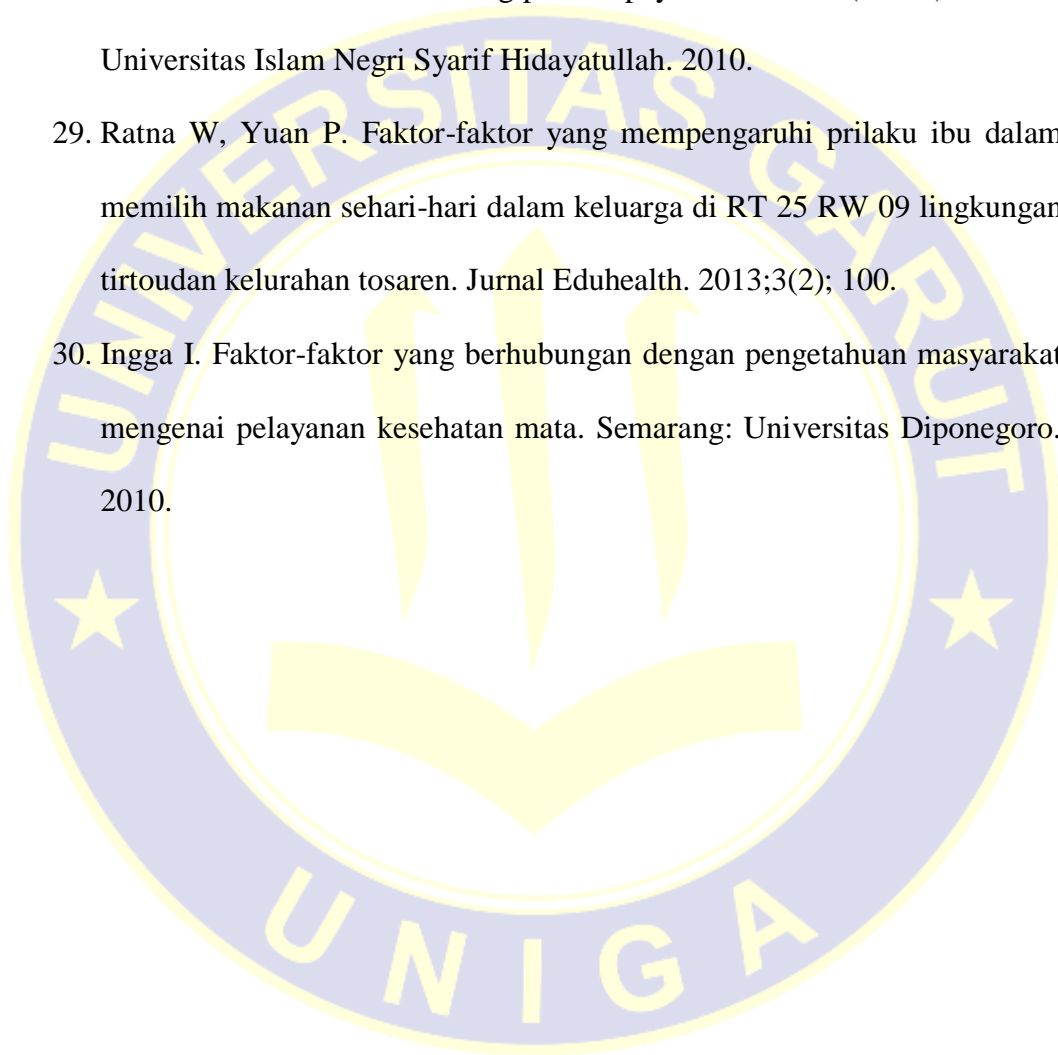 Universitas Islam Negri Syarif Hidayatullah. 2010.
29. Ratna W, Yuan P. Faktor-faktor yang mempengaruhi prilaku ibu dalam
memilih makanan sehari-hari dalam keluarga di RT 25 RW 09 lingkungan
tirtoudan kelurahan tosaren. Jurnal Eduhealth. 2013;3(2); 100.
30. Ingga I. Faktor-faktor yang berhubungan dengan pengetahuan masyarakat
mengenai pelayanan kesehatan mata. Semarang: Universitas Diponegoro.
2010.
UNIVERSITAS GARUT
UNIGA